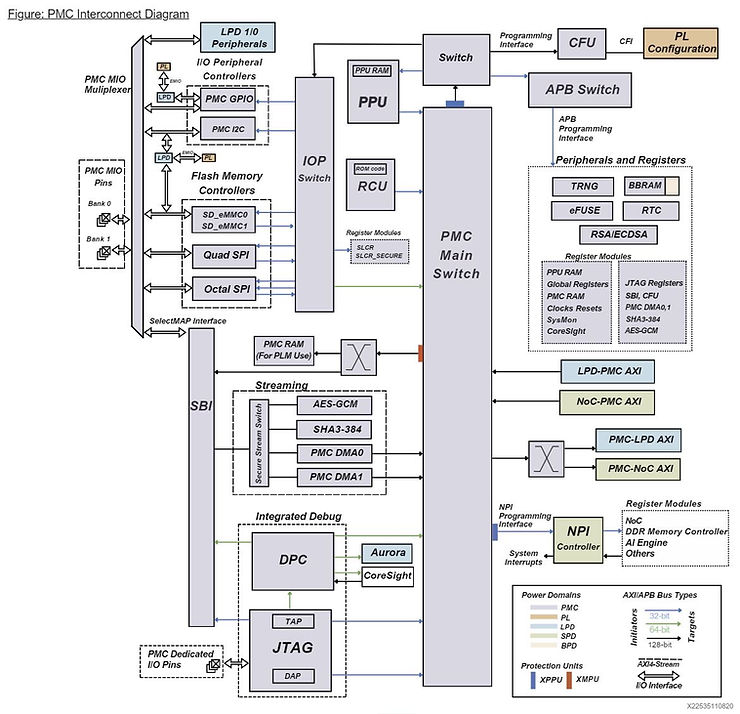 Figure: PMC Interconnect Diagram
LPD 1/0
Peripherals
I/O Peripheral
Controllers
PMC MIO
Muliplexer
PL
EMIO
LPD
PMC GPIO
PMC I2C
LPD
EMIO
PL
PMC MIO
Pins
Bank 0
Bank 1
Flash Memory
Controllers
SD_eMMC0
SD_eMMC1
Quad SPI
Octal SPI
SelectMAP Interface
IOP
Switch
Register Modules
SLCR
SLCR_SECURE
PPU RAM
PPU
ROM code
RCU
Switch
Programming
Interface
CFU
CFI
PL
Configuration
APB Switch
APB
Programming
Interface
Peripherals and Registers
TRNG
BBRAM
eFUSE
RTC
RSA/ECDSA
Register Modules
PPU RAM
Global Registers
PMC RAM
Clocks Resets
SysMon
CoreSight
JTAG Registers
SBI, CFU
PMC DMA0,1
SHA3-384
AES-GCM
PMC
Main
Switch
PMC RAM
(For PLM Use)
SBI
Streaming
Secure Stream Switch
AES-GCM
SHA3-384
PMC DMA0
PMC DMA1
LPD-PMC AXI
NoC-PMC AXI
PMC-LPD AXI
PMC-NoC AXI
Integrated Debug
DPC
Aurora
CoreSight
TAP
JTAG
DAP
PMC Dedicated
I/O Pins
NPI
Programming
Interface
System
Interrupts
NPI
Controller
Register Modules
NoC
DDR Memory Controller
AI Engine
Others
Power Domains
PMC
PL
LPD
SPD
BPD
Protection Units
XPPU
XMPU
AXI/APB Bus Types
Initiators
32-bit
64-bit
128-bit
Targets
AXI4-Stream
I/O Interface
X22535110820